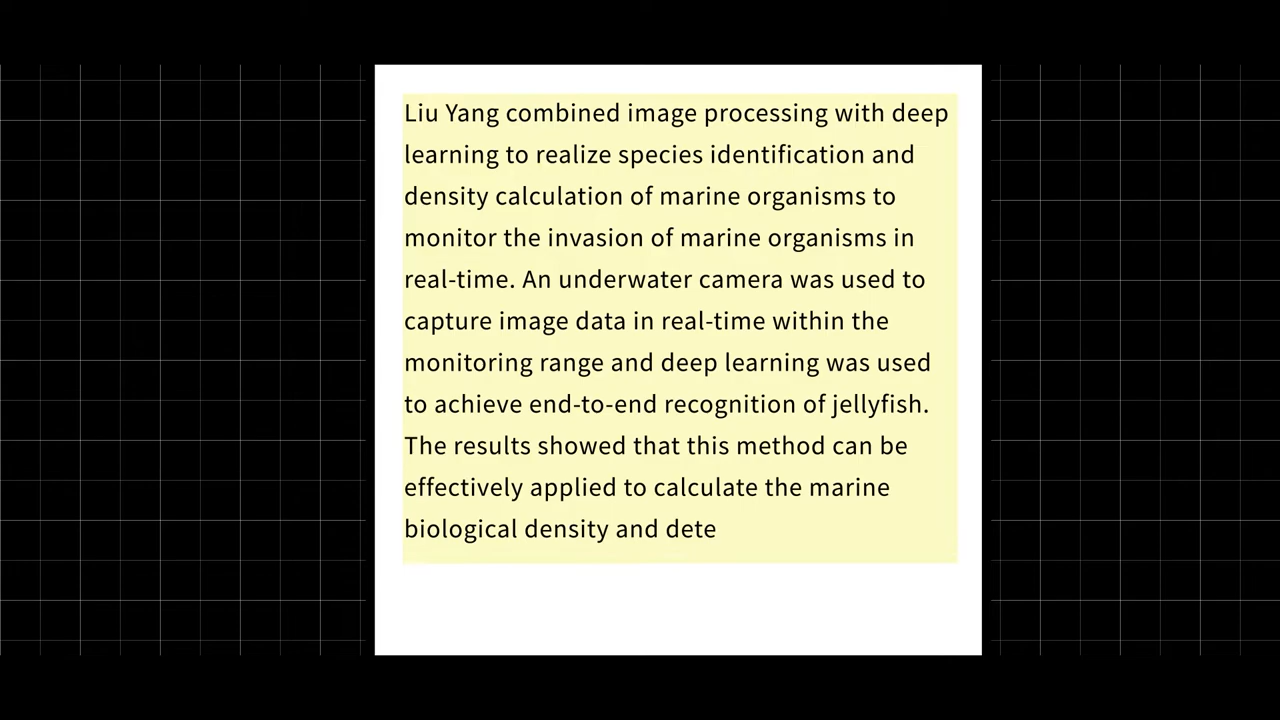 Liu Yang combined image processing with deep
learning to realize species identification and
density calculation of marine organisms to
monitor the invasion of marine organisms in
real-time. An underwater camera was used to
capture image data in real-time within the
monitoring range and deep learning was used
to achieve end-to-end recognition of jellyfish.
The results showed that this method can be
effectively applied to calculate the marine
biological density and dete